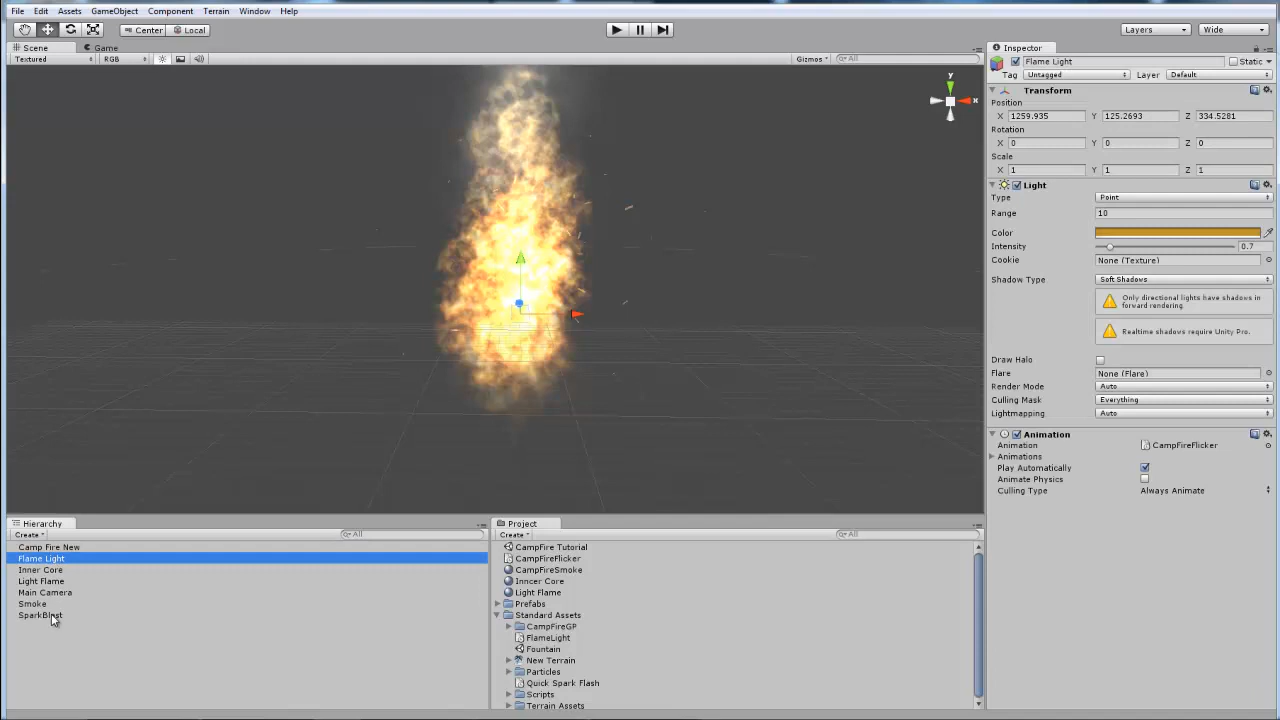 File Edit Assets GameObject Component Terrain Window Help
Center Local Layers Wide
Scene Game
Textured RGB Gizmos All
y
x
Inspector
Flame Light Static
Tag Untagged Layer Default
Transform
Position
X 1259.935 Y 125.2693 Z 334.5281
Rotation
X 0 Y 0 Z 0
Scale
X 1 Y 1 Z 1
Light
Type Point
Range 10
Color
Intensity 0.7
Cookie None (Texture)
Shadow Type Soft Shadows
Only directional lights have shadows in
forward rendering.
Realtime shadows require Unity Pro.
Draw Halo
Flare None (Flare)
Render Mode Auto
Culling Mask Everything
Lightmapping Auto
Animation
Animation CampFireFlicker
Animations
Play Automatically
Animate Physics
Culling Type Always Animate
Hierarchy
Create All
Camp Fire New
Flame Light
Inner Core
Light Flame
Main Camera
Smoke
SparkBlast
Project
Create All
CampFire Tutorial
CampFireFlicker
CampFireSmoke
Inncer Core
Light Flame
Prefabs
Standard Assets
CampFireGP
FlameLight
Fountain
New Terrain
Particles
Quick Spark Flash
Scripts
Terrain Assets